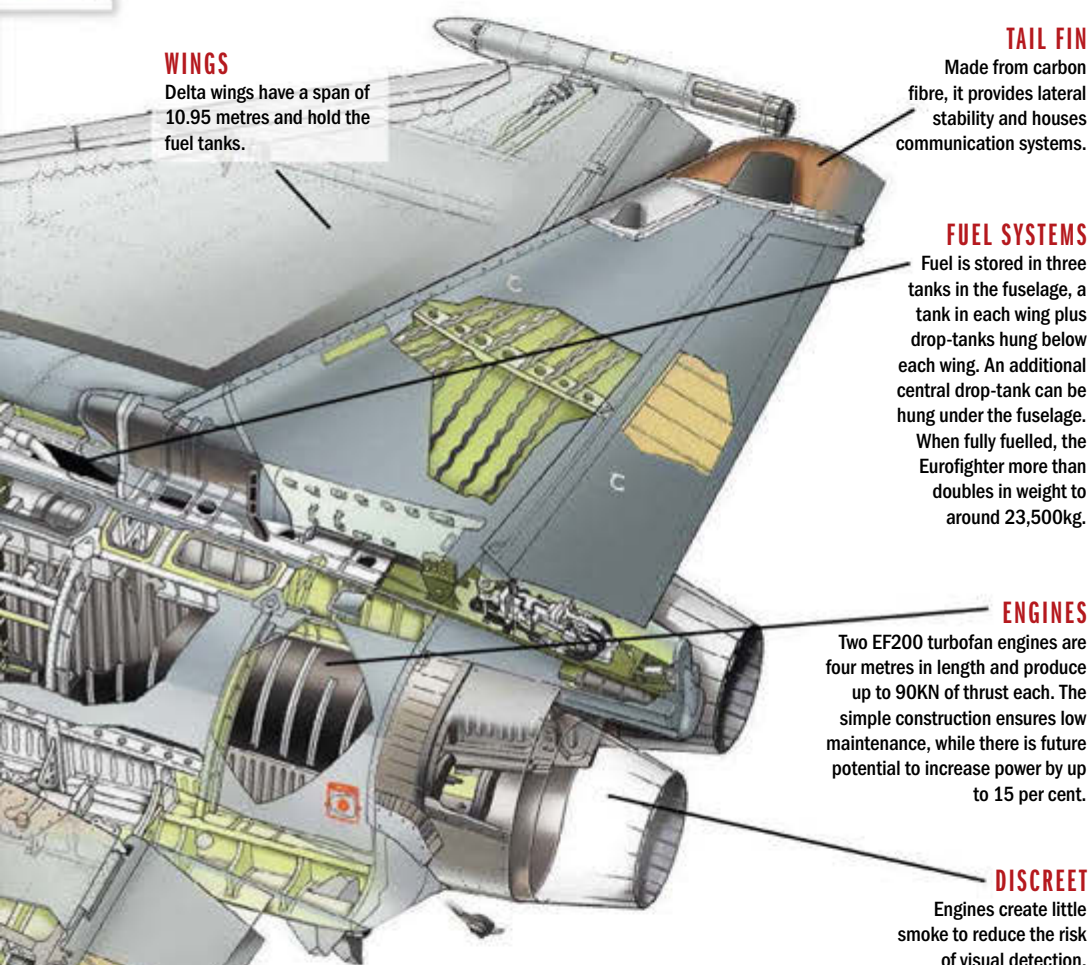 WINGS
Delta wings have a span of
10.95 metres and hold the
fuel tanks.
TAIL FIN
Made from carbon
fibre, it provides lateral
stability and houses
communication systems.
FUEL SYSTEMS
Fuel is stored in three
tanks in the fuselage, a
tank in each wing plus
drop-tanks hung below
each wing. An additional
central drop-tank can be
hung under the fuselage.
When fully fuelled, the
Eurofighter more than
doubles in weight to
around 23,500kg.
ENGINES
Two EF200 turbofan engines are
four metres in length and produce
up to 90KN of thrust each. The
simple construction ensures low
maintenance, while there is future
potential to increase power by up
to 15 per cent.
DISCREET
Engines create little
smoke to reduce the risk
of visual detection.